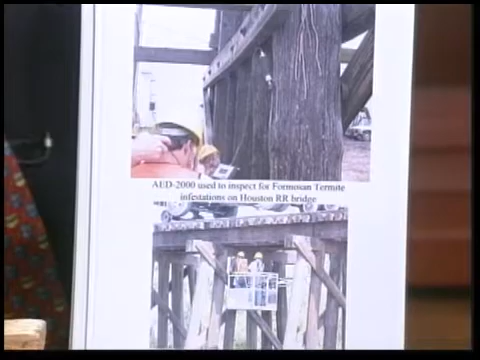 AED-2000 used to inspect for Formosan Termite
infestations on Houston RR bridge